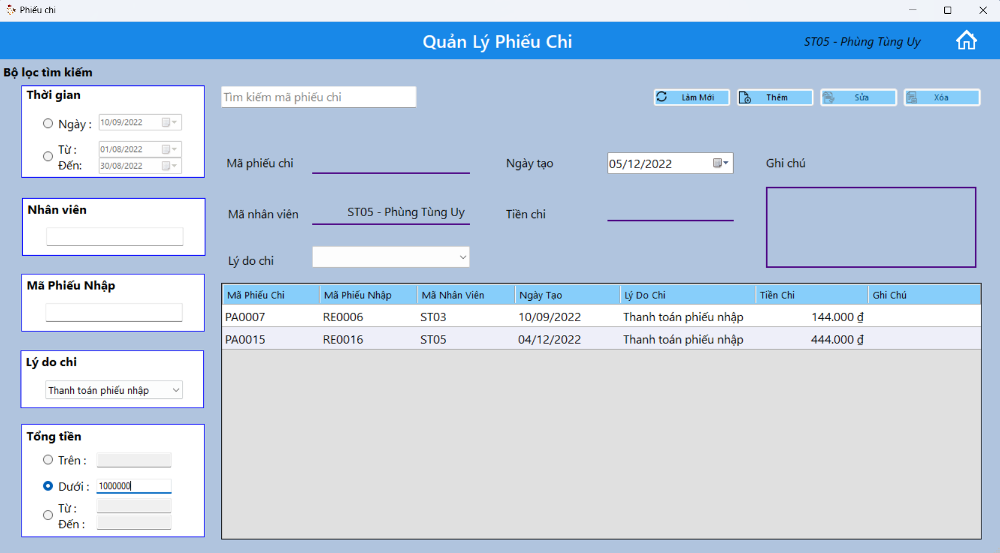 Phiếu chi
Quản Lý Phiếu Chi
ST05 - Phùng Tùng Uy
Bộ lọc tìm kiếm
Thời gian
Ngày :
10/09/2022
Từ :
01/08/2022
Đến:
30/08/2022
Nhân viên
Mã Phiếu Nhập
Lý do chi
Thanh toán phiếu nhập
Tổng tiền
Trên :
Dưới :
1000000
Từ :
Đến :
Tìm kiếm mã phiếu chi
Làm Mới
Thêm
Sửa
Xóa
Mã phiếu chi
Ngày tạo
05/12/2022
Ghi chú
Mã nhân viên
ST05 - Phùng Tùng Uy
Tiền chi
Lý do chi
Mã Phiếu Chi Mã Phiếu Nhập Mã Nhân Viên Ngày Tạo Lý Do Chi Tiền Chi Ghi Chú
PA0007 RE0006 ST03 10/09/2022 Thanh toán phiếu nhập 144.000 ₫
PA0015 RE0016 ST05 04/12/2022 Thanh toán phiếu nhập 444.000 ₫